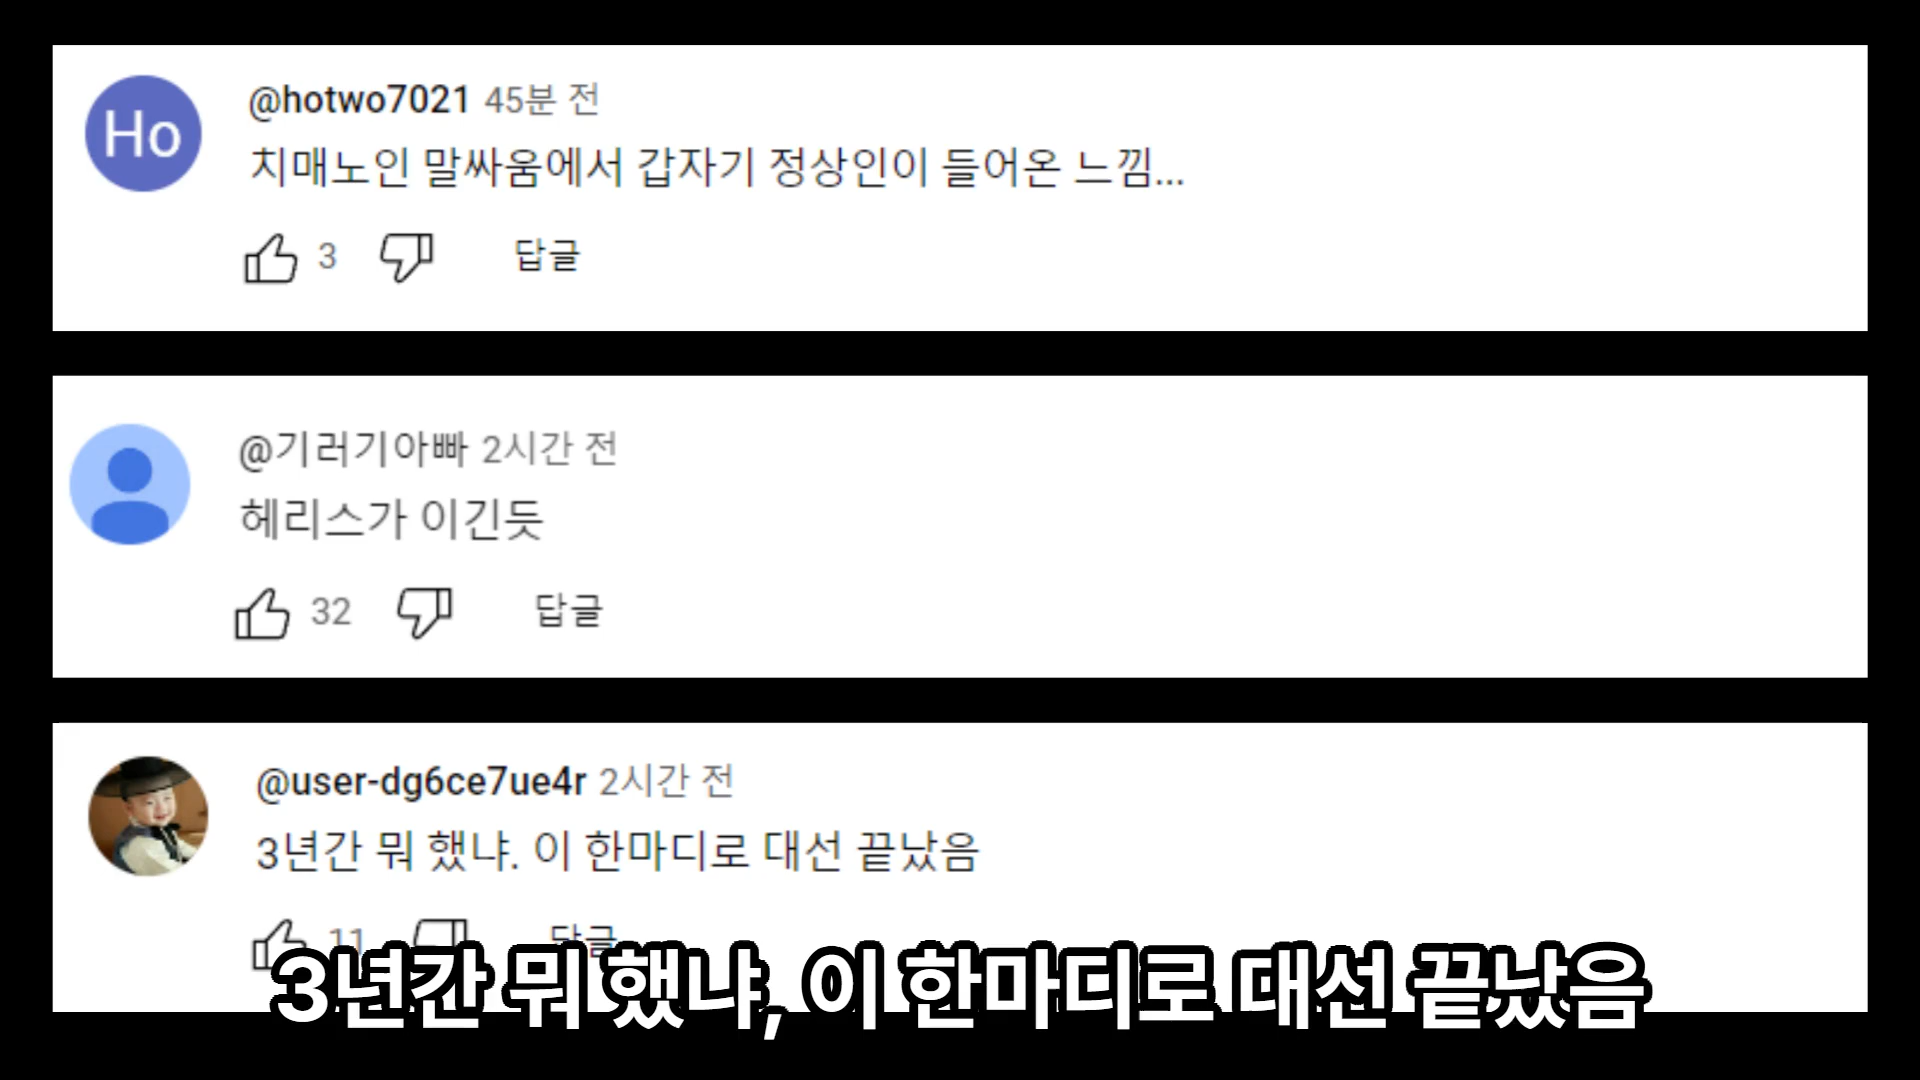 Ho
@hotwo7021 45분 전
치매노인 말싸움에서 갑자기 정상인이 들어온 느낌...
3 답글
@기러기아빠 2시간 전
헤리스가 이긴듯
32 답글
@user-dg6ce7ue4r 2시간 전
3년간 뭐 했냐. 이 한마디로 대선 끝났음
11 답글
3년간 뭐 했냐, 이 한마디로 대선 끝났음